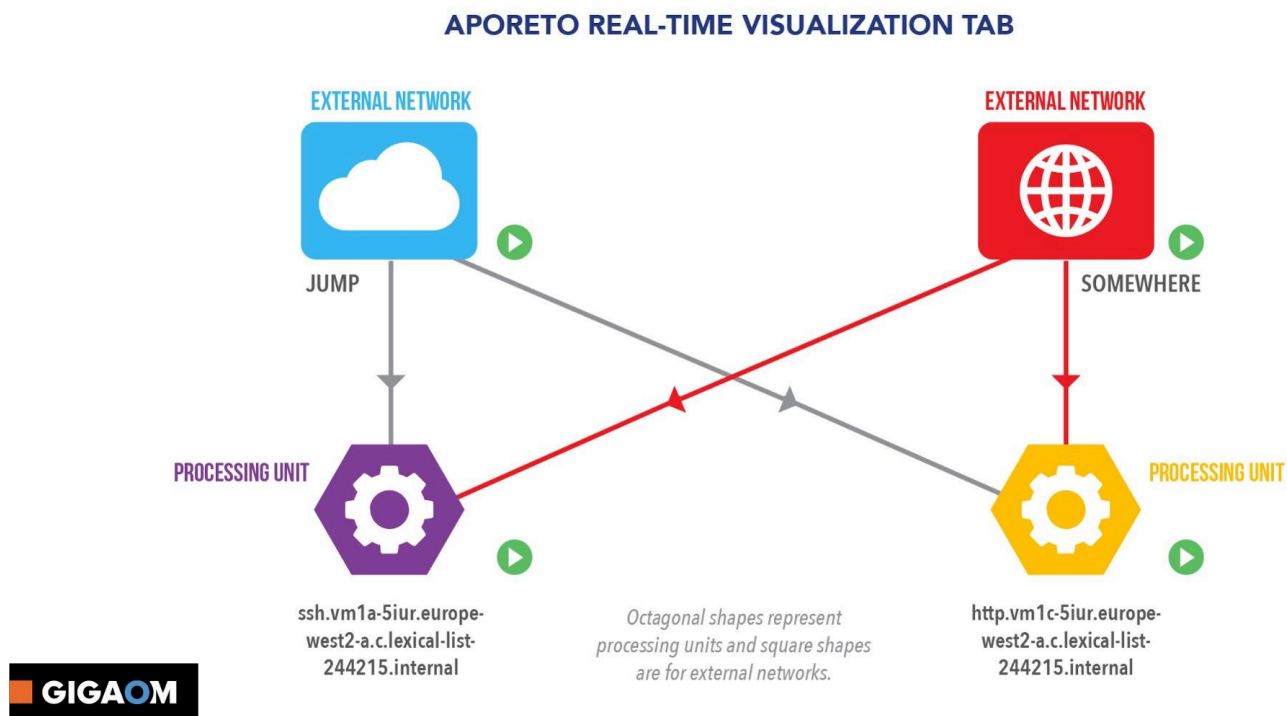 APORETO REAL-TIME VISUALIZATION TAB
EXTERNAL NETWORK
EXTERNAL NETWORK
JUMP
SOMEWHERE
PROCESSING UNIT
PROCESSING UNIT
ssh.vm1a-5iur.europe-
west2-a.c.lexical-list-
244215.internal
Octagonal shapes represent
processing units and square shapes
are for external networks.
http.vm1c-5iur.europe-
west2-a.c.lexical-list-
244215.internal
GIGAOM